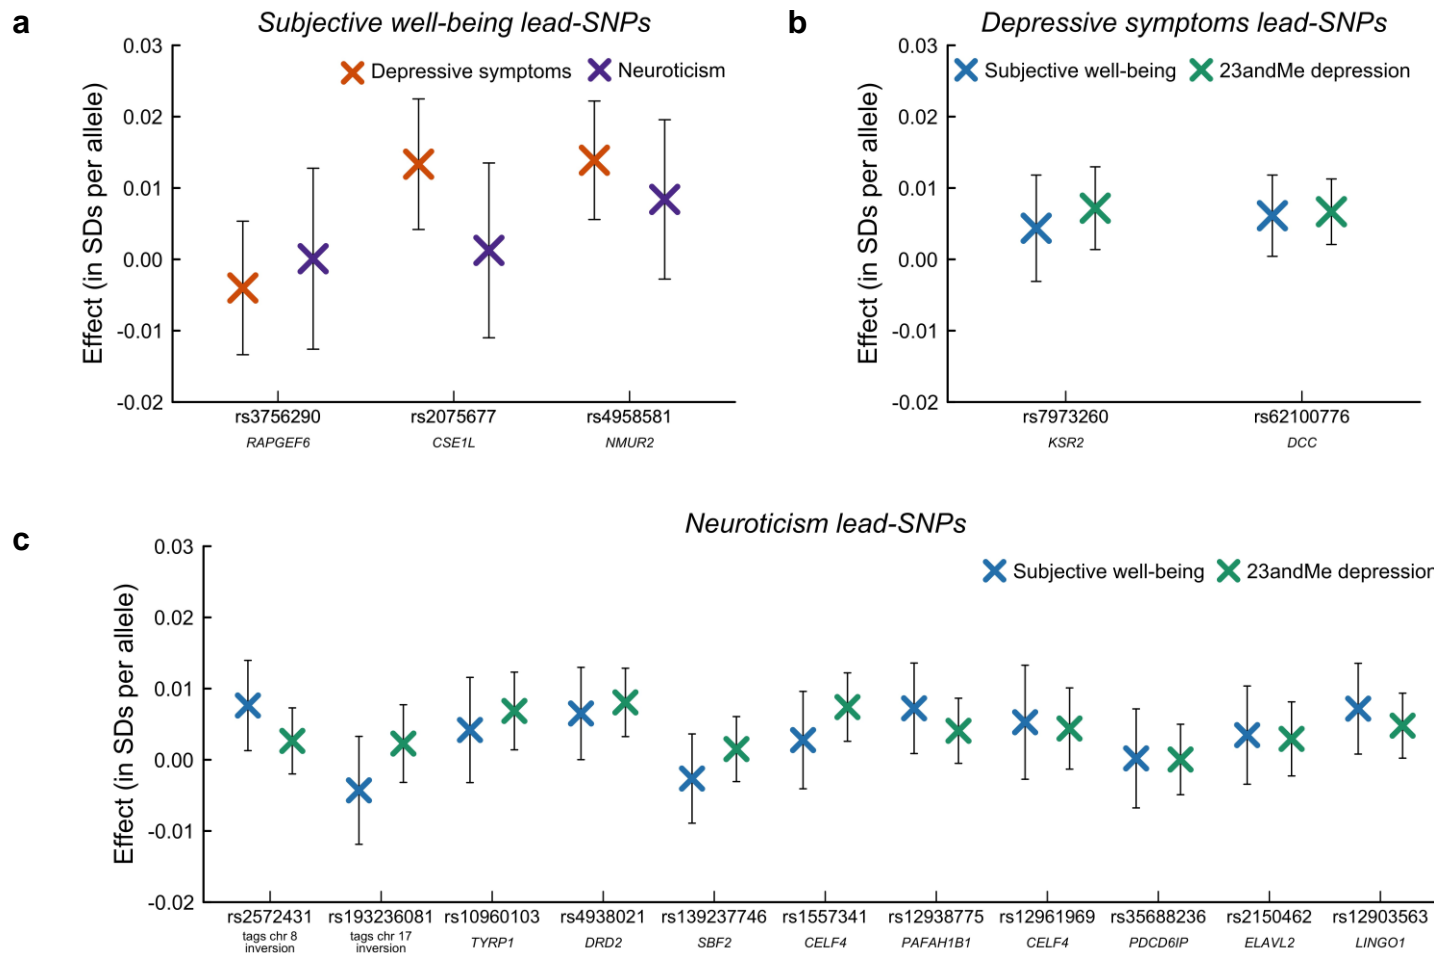 a
Subjective well-being lead-SNPs
Effect (in SDs per allele)
0.03
0.02
0.01
0.00
-0.01
-0.02
Depressive symptoms
Neuroticism
rs3756290
rs2075677
rs4958581
RAPGEF6
CSE1L
NMUR2
b
Depressive symptoms lead-SNPs
Effect (in SDs per allele)
0.03
0.02
0.01
0.00
-0.01
-0.02
Subjective well-being
23andMe depression
rs7973260
rs62100776
KSR2
DCC
c
Neuroticism lead-SNPs
Effect (in SDs per allele)
0.03
0.02
0.01
0.00
-0.01
-0.02
Subjective well-being
23andMe depression
rs2572431
tags chr 8
inversion
rs193236081
tags chr 17
inversion
rs10960103
TYRP1
rs4938021
DRD2
rs139237746
SBF2
rs1557341
CELF4
rs12938775
PAFAH1B1
rs12961969
CELF4
rs35688236
PDCD6IP
rs2150462
ELAVL2
rs12903563
LINGO1